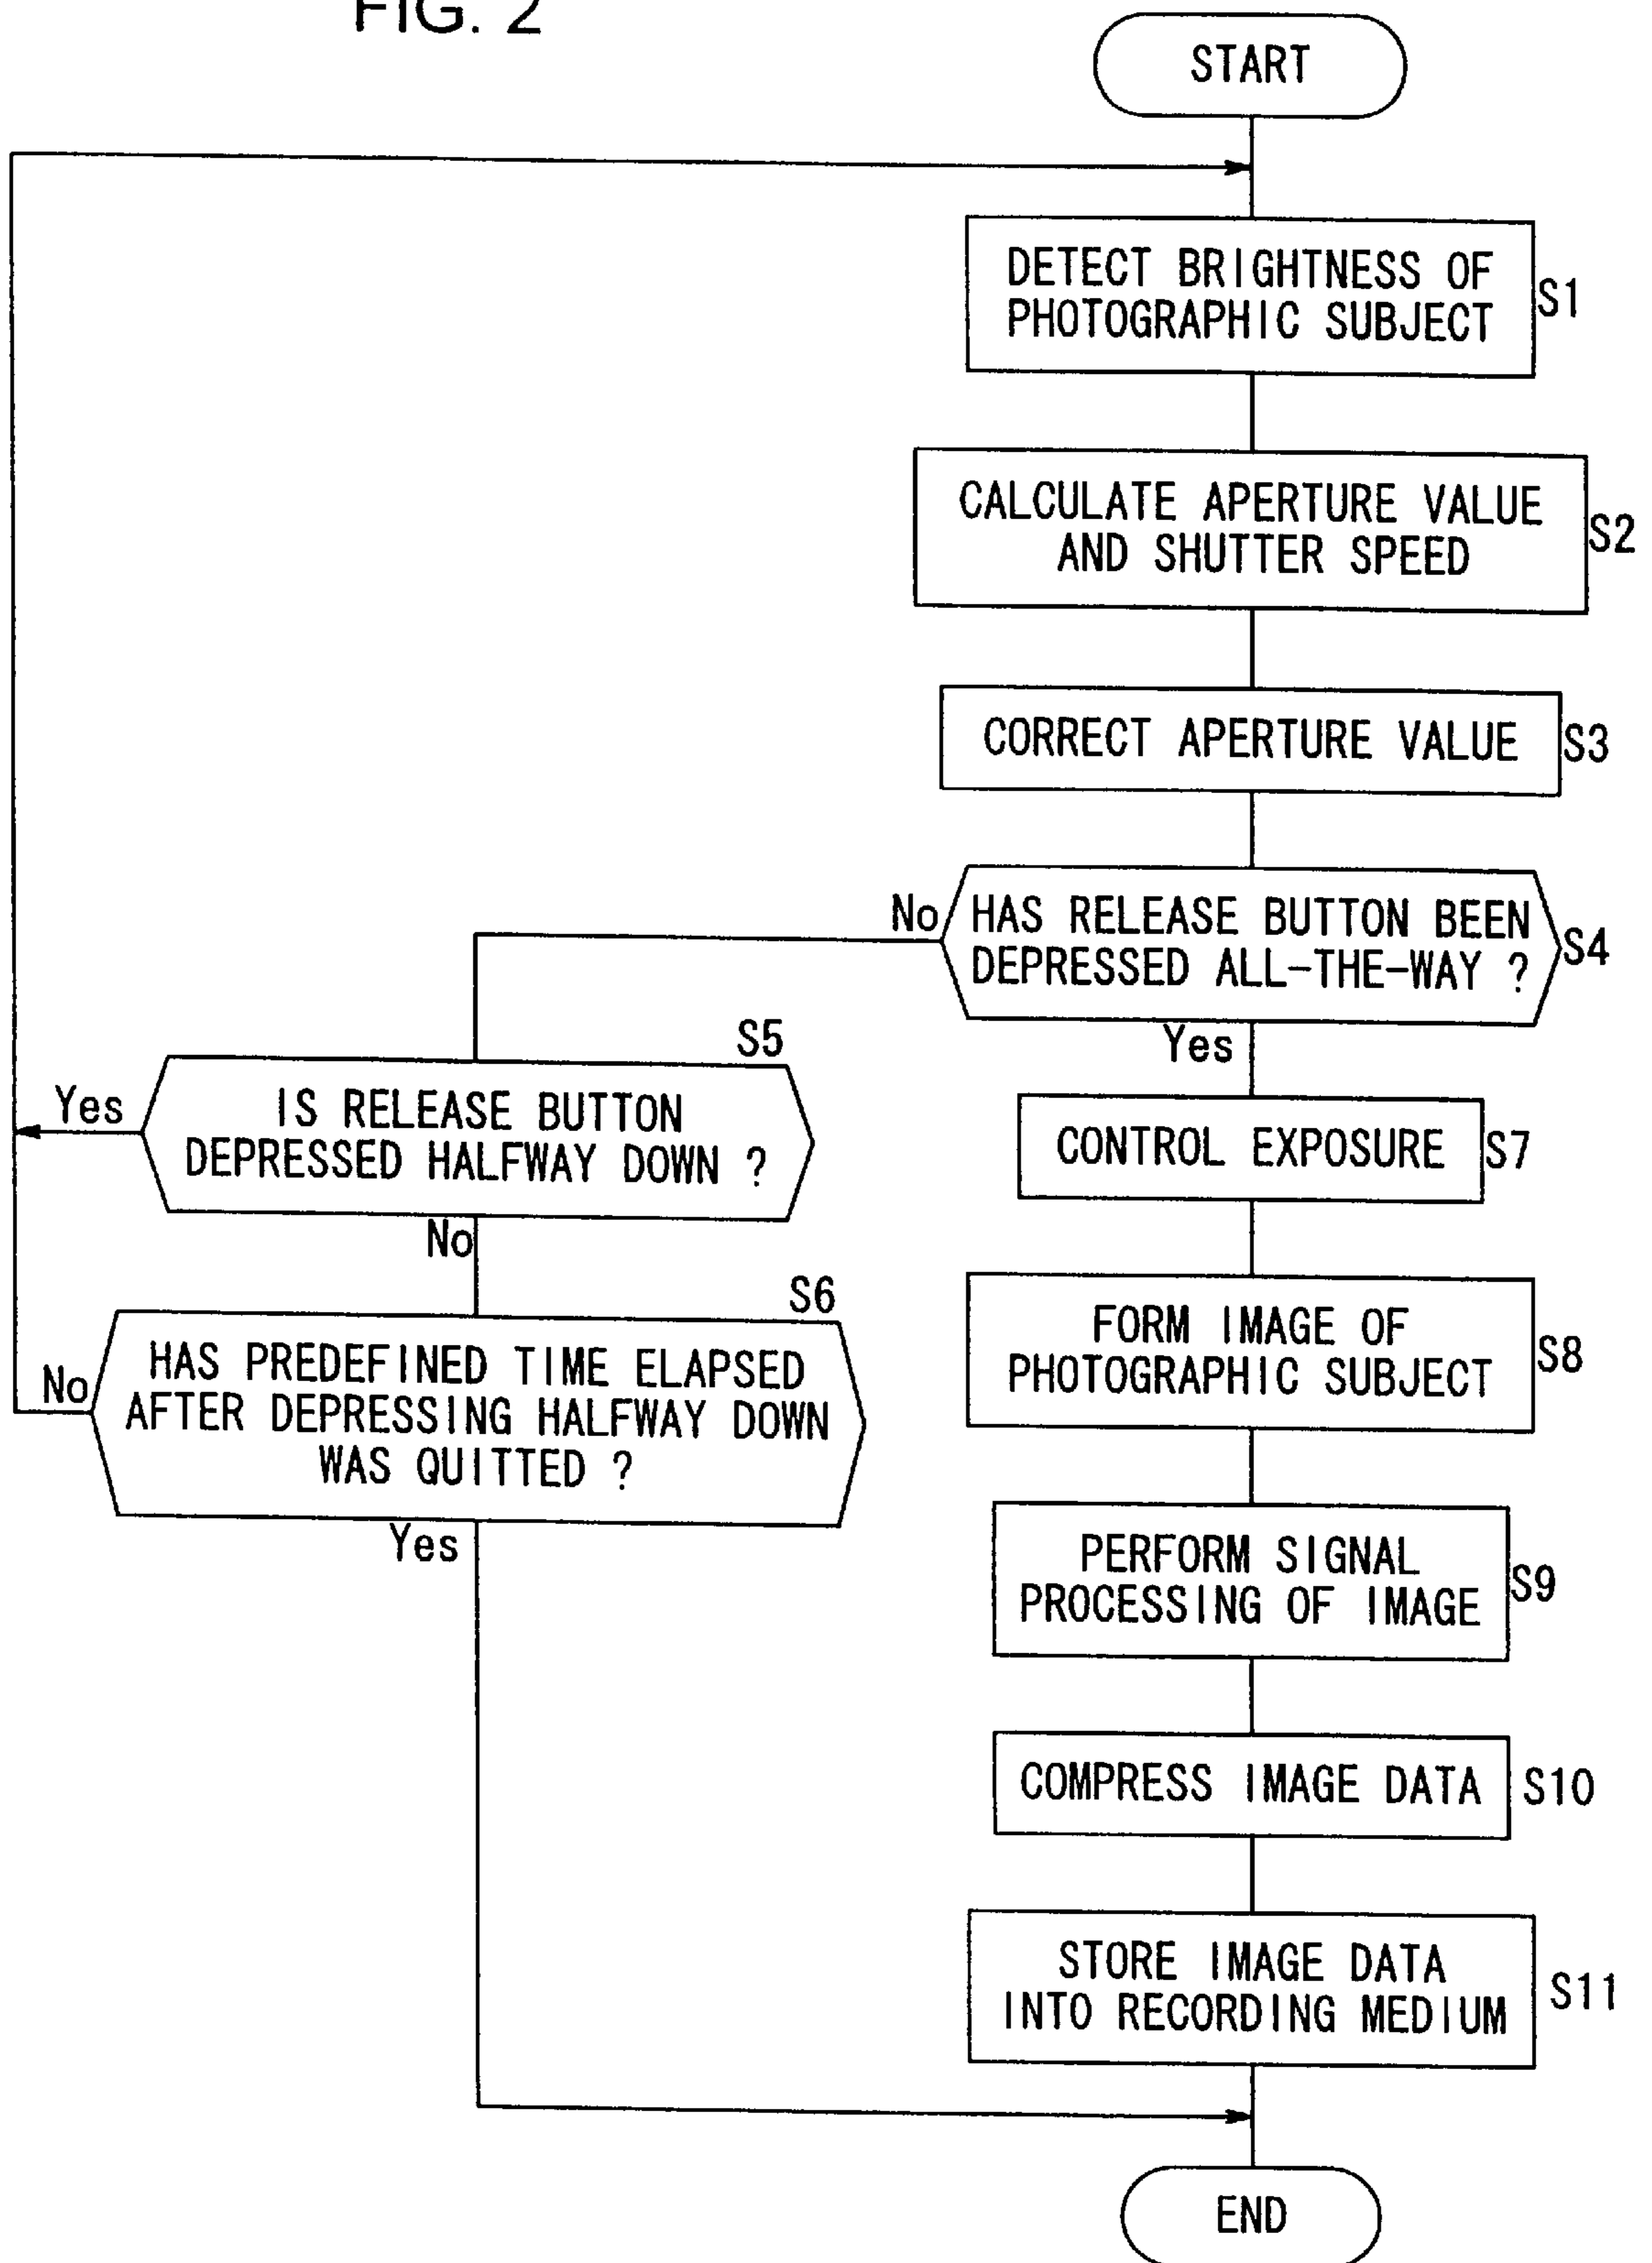 FIG. 2
START
DETECT BRIGHTNESS OF
PHOTOGRAPHIC SUBJECT
S1
CALCULATE APERTURE VALUE
AND SHUTTER SPEED
S2
CORRECT APERTURE VALUE
S3
No
HAS RELEASE BUTTON BEEN
DEPRESSED ALL-THE-WAY ?
S4
Yes
S5
Yes
IS RELEASE BUTTON
DEPRESSED HALFWAY DOWN ?
No
CONTROL EXPOSURE
S7
S6
No
HAS PREDEFINED TIME ELAPSED
AFTER DEPRESSING HALFWAY DOWN
WAS QUITTED ?
Yes
FORM IMAGE OF
PHOTOGRAPHIC SUBJECT
S8
PERFORM SIGNAL
PROCESSING OF IMAGE
S9
COMPRESS IMAGE DATA
S10
STORE IMAGE DATA
INTO RECORDING MEDIUM
S11
END